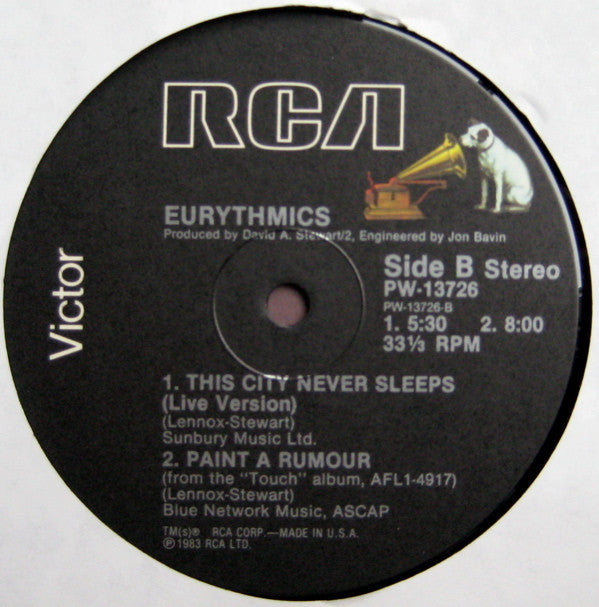 RCA
EURYTHMICS
Produced by David A. Stewart/2, Engineered by Jon Bavin
Victor
Side B Stereo
PW-13726
PW-13726-B
1. 5:30 2. 8:00
33⅓ RPM
1. THIS CITY NEVER SLEEPS
(Live Version)
(Lennox-Stewart)
Sunbury Music Ltd.
2. PAINT A RUMOUR
(from the "Touch" album, AFL1-4917)
(Lennox-Stewart)
Blue Network Music, ASCAP
TM(s)® RCA CORP.—MADE IN U.S.A.
℗ 1983 RCA LTD.